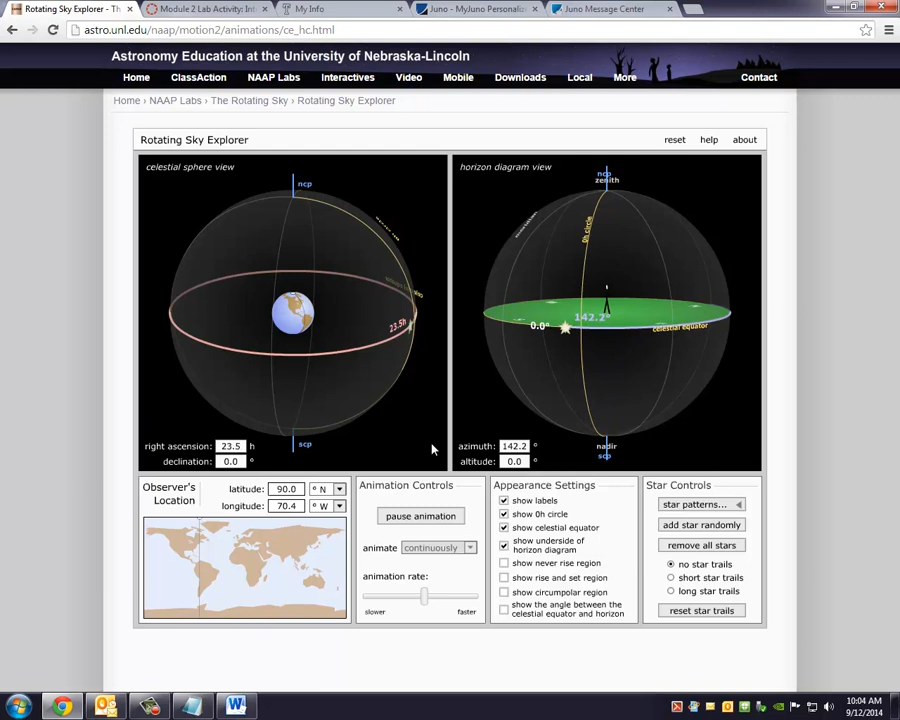 Rotating Sky Explorer - Th
Module 2 Lab Activity: Int
My Info
Juno - MyJuno Personaliz
Juno Message Center
astro.unl.edu/naap/motion2/animations/ce_hc.html
Astronomy Education at the University of Nebraska-Lincoln
Home ClassAction NAAP Labs Interactives Video Mobile Downloads Local More Contact
Home › NAAP Labs › The Rotating Sky › Rotating Sky Explorer
Rotating Sky Explorer reset help about
celestial sphere view
ncp
23.5h
scp
right ascension: 23.5 h
declination: 0.0 °
horizon diagram view
ncp
zenith
0h circle
142.2°
0.0°
celestial equator
nadir
scp
azimuth: 142.2 °
altitude: 0.0 °
Observer's
Location
latitude: 90.0 ° N
longitude: 70.4 ° W
Animation Controls
pause animation
animate continuously
animation rate:
slower faster
Appearance Settings
show labels
show 0h circle
show celestial equator
show underside of
horizon diagram
show never rise region
show rise and set region
show circumpolar region
show the angle between the
celestial equator and horizon
Star Controls
star patterns...
add star randomly
remove all stars
no star trails
short star trails
long star trails
reset star trails
10:04 AM
9/12/2014